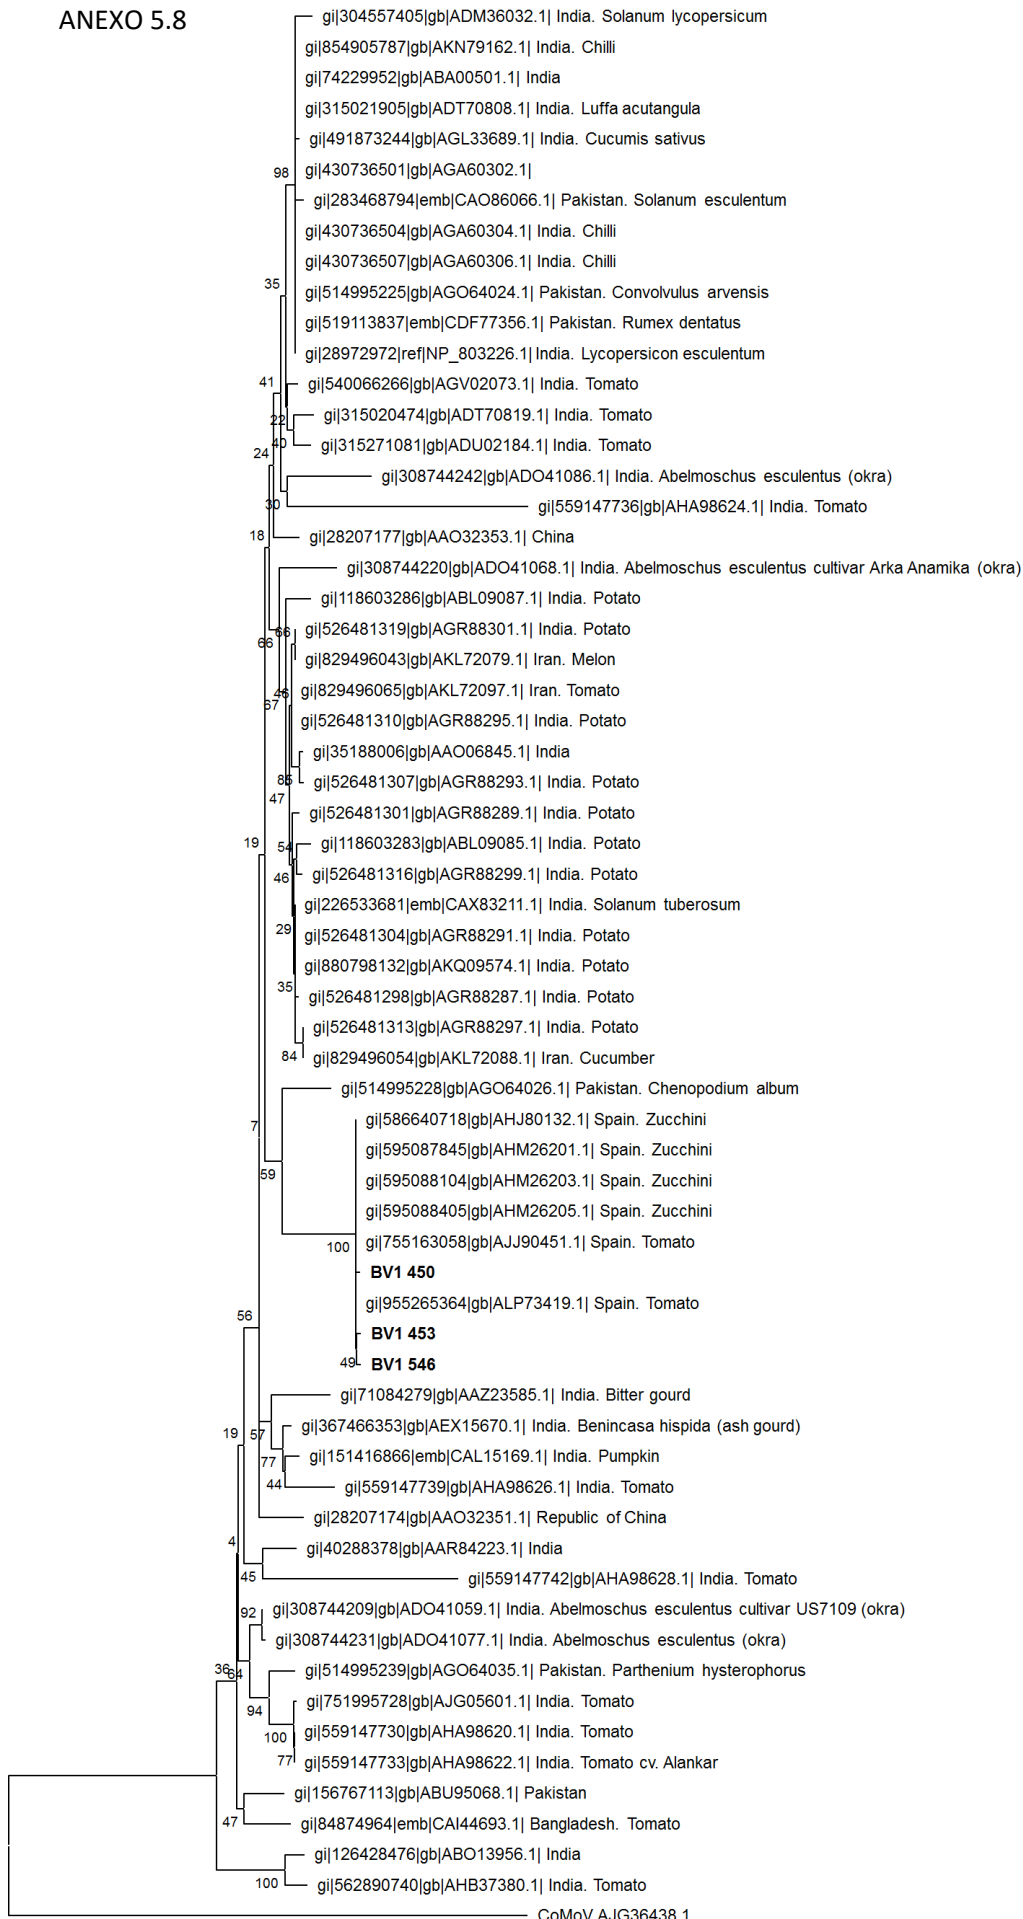 ANEXO 5.8
gi|304557405|gb|ADM36032.1| India. Solanum lycopersicum
gi|854905787|gb|AKN79162.1| India. Chilli
gi|74229952|gb|ABA00501.1| India
gi|315021905|gb|ADT70808.1| India. Luffa acutangula
gi|491873244|gb|AGL33689.1| India. Cucumis sativus
98
gi|430736501|gb|AGA60302.1|
gi|283468794|emb|CAO86066.1| Pakistan. Solanum esculentum
gi|430736504|gb|AGA60304.1| India. Chilli
gi|430736507|gb|AGA60306.1| India. Chilli
35
gi|514995225|gb|AGO64024.1| Pakistan. Convolvulus arvensis
gi|519113837|emb|CDF77356.1| Pakistan. Rumex dentatus
gi|28972972|ref|NP_803226.1| India. Lycopersicon esculentum
41
gi|540066266|gb|AGV02073.1| India. Tomato
22
gi|315020474|gb|ADT70819.1| India. Tomato
40
gi|315271081|gb|ADU02184.1| India. Tomato
24
gi|308744242|gb|ADO41086.1| India. Abelmoschus esculentus (okra)
30
gi|559147736|gb|AHA98624.1| India. Tomato
18
gi|28207177|gb|AAO32353.1| China
gi|308744220|gb|ADO41068.1| India. Abelmoschus esculentus cultivar Arka Anamika (okra)
gi|118603286|gb|ABL09087.1| India. Potato
66
66
gi|526481319|gb|AGR88301.1| India. Potato
gi|829496043|gb|AKL72079.1| Iran. Melon
46
gi|829496065|gb|AKL72097.1| Iran. Tomato
67
gi|526481310|gb|AGR88295.1| India. Potato
gi|35188006|gb|AAO06845.1| India
85
gi|526481307|gb|AGR88293.1| India. Potato
47
gi|526481301|gb|AGR88289.1| India. Potato
19
54
gi|118603283|gb|ABL09085.1| India. Potato
46
gi|526481316|gb|AGR88299.1| India. Potato
gi|226533681|emb|CAX83211.1| India. Solanum tuberosum
29
gi|526481304|gb|AGR88291.1| India. Potato
gi|880798132|gb|AKQ09574.1| India. Potato
35
gi|526481298|gb|AGR88287.1| India. Potato
gi|526481313|gb|AGR88297.1| India. Potato
84
gi|829496054|gb|AKL72088.1| Iran. Cucumber
gi|514995228|gb|AGO64026.1| Pakistan. Chenopodium album
7
gi|586640718|gb|AHJ80132.1| Spain. Zucchini
gi|595087845|gb|AHM26201.1| Spain. Zucchini
59
gi|595088104|gb|AHM26203.1| Spain. Zucchini
gi|595088405|gb|AHM26205.1| Spain. Zucchini
100
gi|755163058|gb|AJJ90451.1| Spain. Tomato
BV1 450
gi|955265364|gb|ALP73419.1| Spain. Tomato
56
BV1 453
49
BV1 546
gi|71084279|gb|AAZ23585.1| India. Bitter gourd
19
57
gi|367466353|gb|AEX15670.1| India. Benincasa hispida (ash gourd)
77
gi|151416866|emb|CAL15169.1| India. Pumpkin
44
gi|559147739|gb|AHA98626.1| India. Tomato
gi|28207174|gb|AAO32351.1| Republic of China
4
gi|40288378|gb|AAR84223.1| India
45
gi|559147742|gb|AHA98628.1| India. Tomato
92
gi|308744209|gb|ADO41059.1| India. Abelmoschus esculentus cultivar US7109 (okra)
gi|308744231|gb|ADO41077.1| India. Abelmoschus esculentus (okra)
36
64
gi|514995239|gb|AGO64035.1| Pakistan. Parthenium hysterophorus
94
gi|751995728|gb|AJG05601.1| India. Tomato
100
gi|559147730|gb|AHA98620.1| India. Tomato
77
gi|559147733|gb|AHA98622.1| India. Tomato cv. Alankar
gi|156767113|gb|ABU95068.1| Pakistan
47
gi|84874964|emb|CAI44693.1| Bangladesh. Tomato
gi|126428476|gb|ABO13956.1| India
100
gi|562890740|gb|AHB37380.1| India. Tomato
CoMoV AJG36438.1